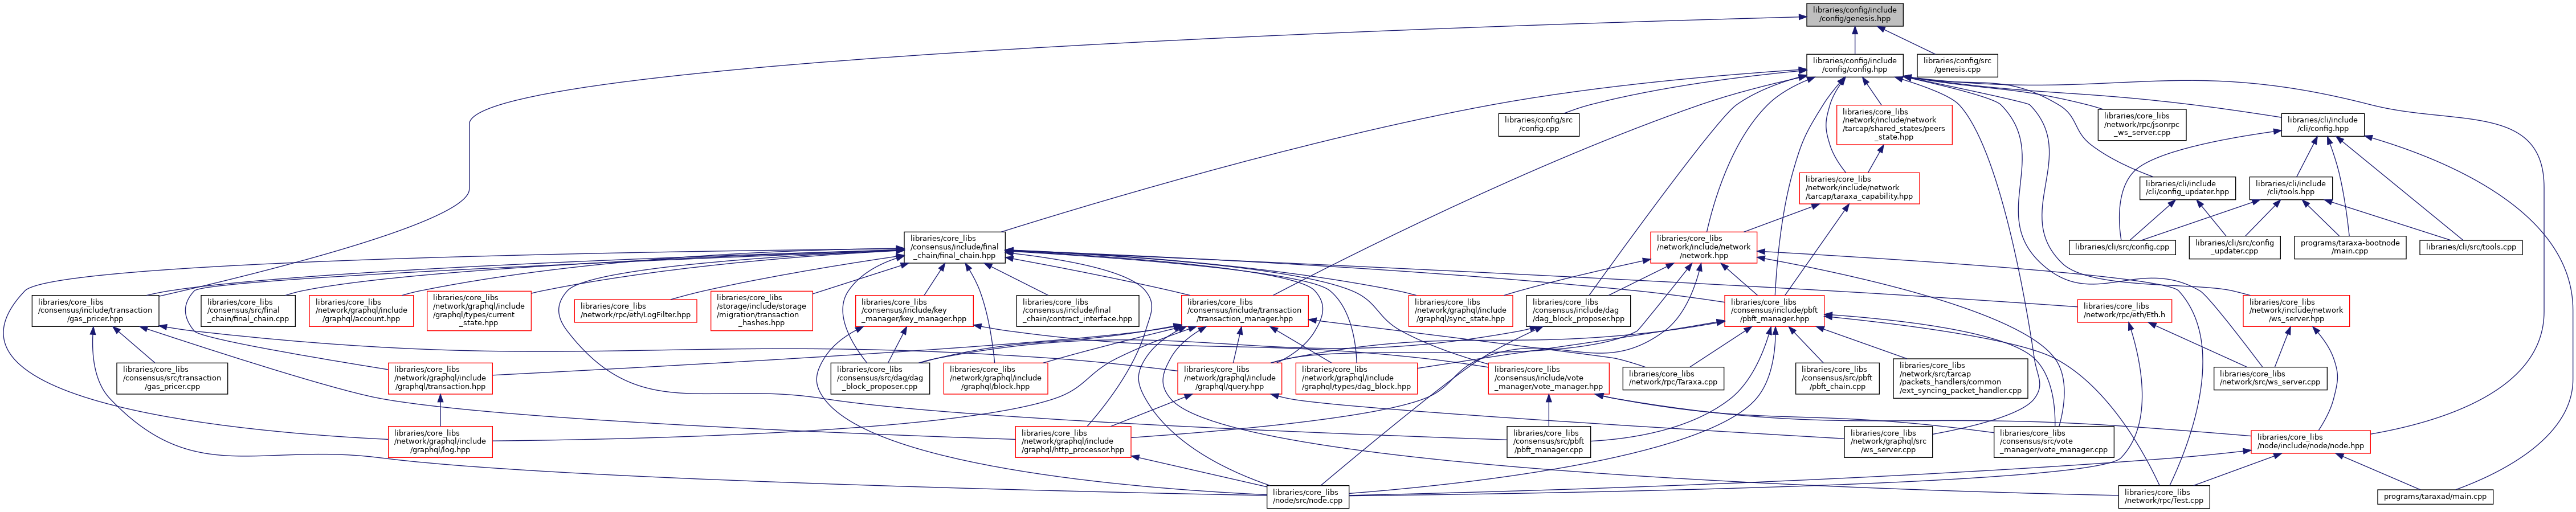 libraries/config/include
/config/genesis.hpp
libraries/config/include
/config/config.hpp
libraries/config/src
/genesis.cpp
libraries/config/src
/config.cpp
libraries/core_libs
/network/include/network
/tarcap/shared_states/peers
_state.hpp
libraries/core_libs
/network/rpc/jsonrpc
_ws_server.cpp
libraries/cli/include
/cli/config.hpp
libraries/core_libs
/network/include/network
/tarcap/taraxa_capability.hpp
libraries/cli/include
/cli/config_updater.hpp
libraries/cli/include
/cli/tools.hpp
libraries/core_libs
/consensus/include/final
_chain/final_chain.hpp
libraries/core_libs
/network/include/network
/network.hpp
libraries/cli/src/config.cpp
libraries/cli/src/config
_updater.cpp
programs/taraxa-bootnode
/main.cpp
libraries/cli/src/tools.cpp
libraries/core_libs
/consensus/include/transaction
/gas_pricer.hpp
libraries/core_libs
/consensus/src/final
_chain/final_chain.cpp
libraries/core_libs
/network/graphql/include
/graphql/account.hpp
libraries/core_libs
/network/graphql/include
/graphql/types/current
_state.hpp
libraries/core_libs
/network/rpc/eth/LogFilter.hpp
libraries/core_libs
/storage/include/storage
/migration/transaction
_hashes.hpp
libraries/core_libs
/consensus/include/key
_manager/key_manager.hpp
libraries/core_libs
/consensus/include/final
_chain/contract_interface.hpp
libraries/core_libs
/consensus/include/transaction
/transaction_manager.hpp
libraries/core_libs
/network/graphql/include
/graphql/sync_state.hpp
libraries/core_libs
/consensus/include/dag
/dag_block_proposer.hpp
libraries/core_libs
/consensus/include/pbft
/pbft_manager.hpp
libraries/core_libs
/network/rpc/eth/Eth.h
libraries/core_libs
/network/include/network
/ws_server.hpp
libraries/core_libs
/consensus/src/transaction
/gas_pricer.cpp
libraries/core_libs
/network/graphql/include
/graphql/transaction.hpp
libraries/core_libs
/consensus/src/dag/dag
_block_proposer.cpp
libraries/core_libs
/network/graphql/include
/graphql/block.hpp
libraries/core_libs
/network/graphql/include
/graphql/query.hpp
libraries/core_libs
/network/graphql/include
/graphql/types/dag_block.hpp
libraries/core_libs
/consensus/include/vote
_manager/vote_manager.hpp
libraries/core_libs
/network/rpc/Taraxa.cpp
libraries/core_libs
/consensus/src/pbft
/pbft_chain.cpp
libraries/core_libs
/network/src/tarcap
/packets_handlers/common
/ext_syncing_packet_handler.cpp
libraries/core_libs
/network/src/ws_server.cpp
libraries/core_libs
/network/graphql/include
/graphql/log.hpp
libraries/core_libs
/network/graphql/include
/graphql/http_processor.hpp
libraries/core_libs
/consensus/src/pbft
/pbft_manager.cpp
libraries/core_libs
/network/graphql/src
/ws_server.cpp
libraries/core_libs
/consensus/src/vote
_manager/vote_manager.cpp
libraries/core_libs
/node/include/node/node.hpp
libraries/core_libs
/node/src/node.cpp
libraries/core_libs
/network/rpc/Test.cpp
programs/taraxad/main.cpp